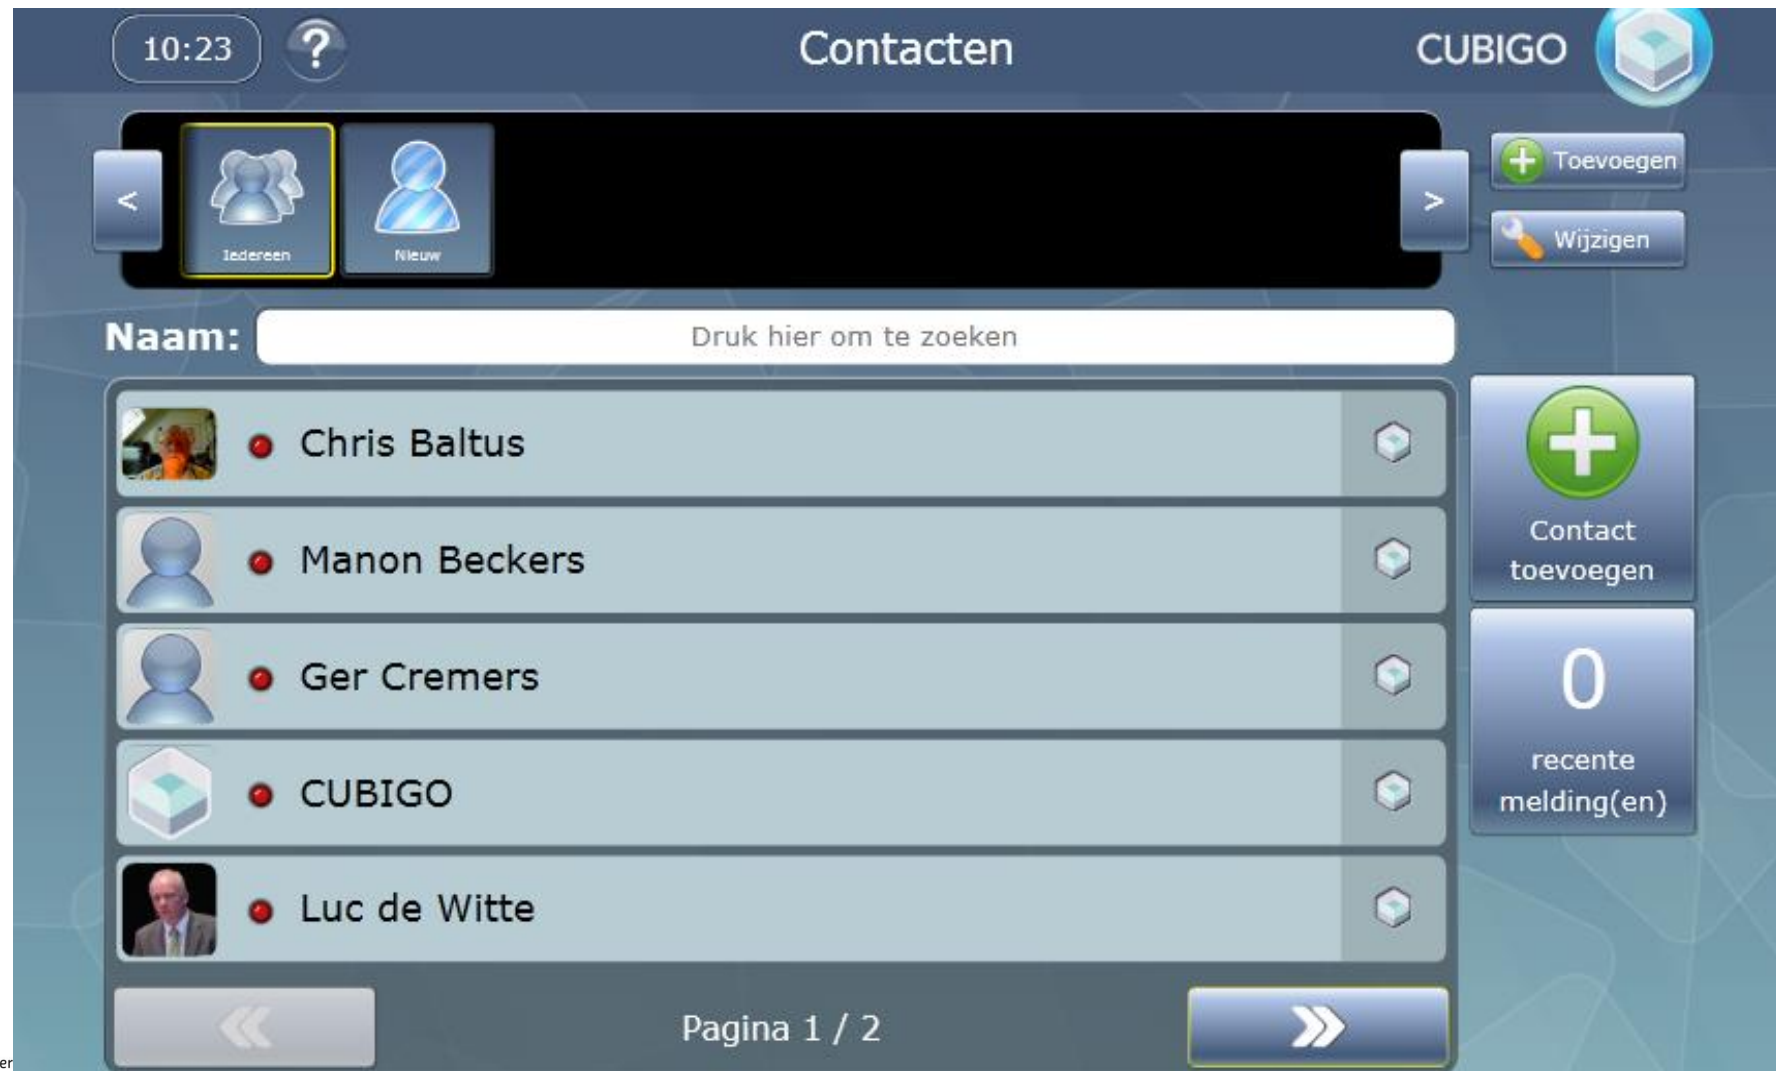 10:23
?
Contacten
CUBIGO
<
Iedereen
Nieuw
>
Toevoegen
Wijzigen
Naam:
Druk hier om te zoeken
Chris Baltus
Manon Beckers
Ger Cremers
CUBIGO
Luc de Witte
Contact
toevoegen
0
recente
melding(en)
Pagina 1 / 2
er